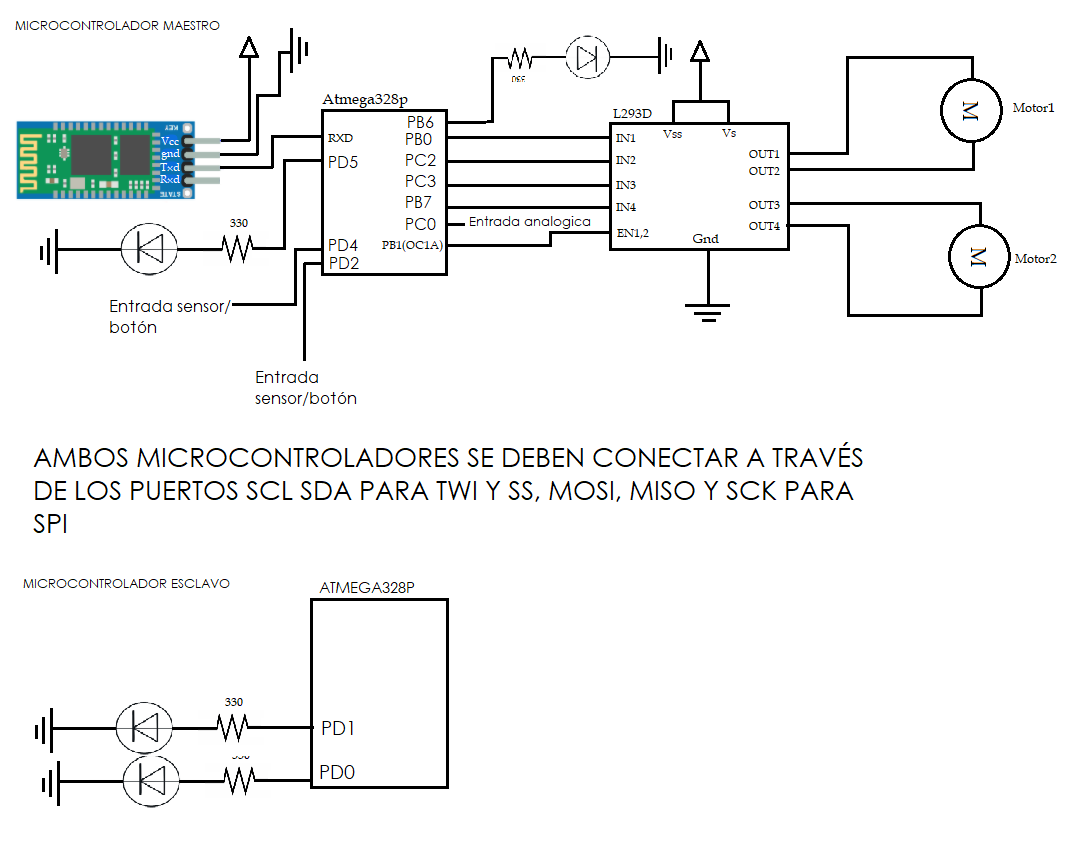 MICROCONTROLADOR MAESTRO
KEY
Vcc
gnd
Txd
Rxd
STATE
330
Atmega328p
RXD
PD5
PD4
PD2
PB6
PB0
PC2
PC3
PB7
PC0
PB1(OC1A)
330
Entrada analogica
L293D
Vss
Vs
IN1
IN2
IN3
IN4
EN1,2
Gnd
OUT1
OUT2
OUT3
OUT4
M
Motor1
M
Motor2
Entrada sensor/
botón
Entrada
sensor/botón
AMBOS MICROCONTROLADORES SE DEBEN CONECTAR A TRAVÉS
DE LOS PUERTOS SCL SDA PARA TWI Y SS, MOSI, MISO Y SCK PARA
SPI
MICROCONTROLADOR ESCLAVO
ATMEGA328P
330
PD1
PD0